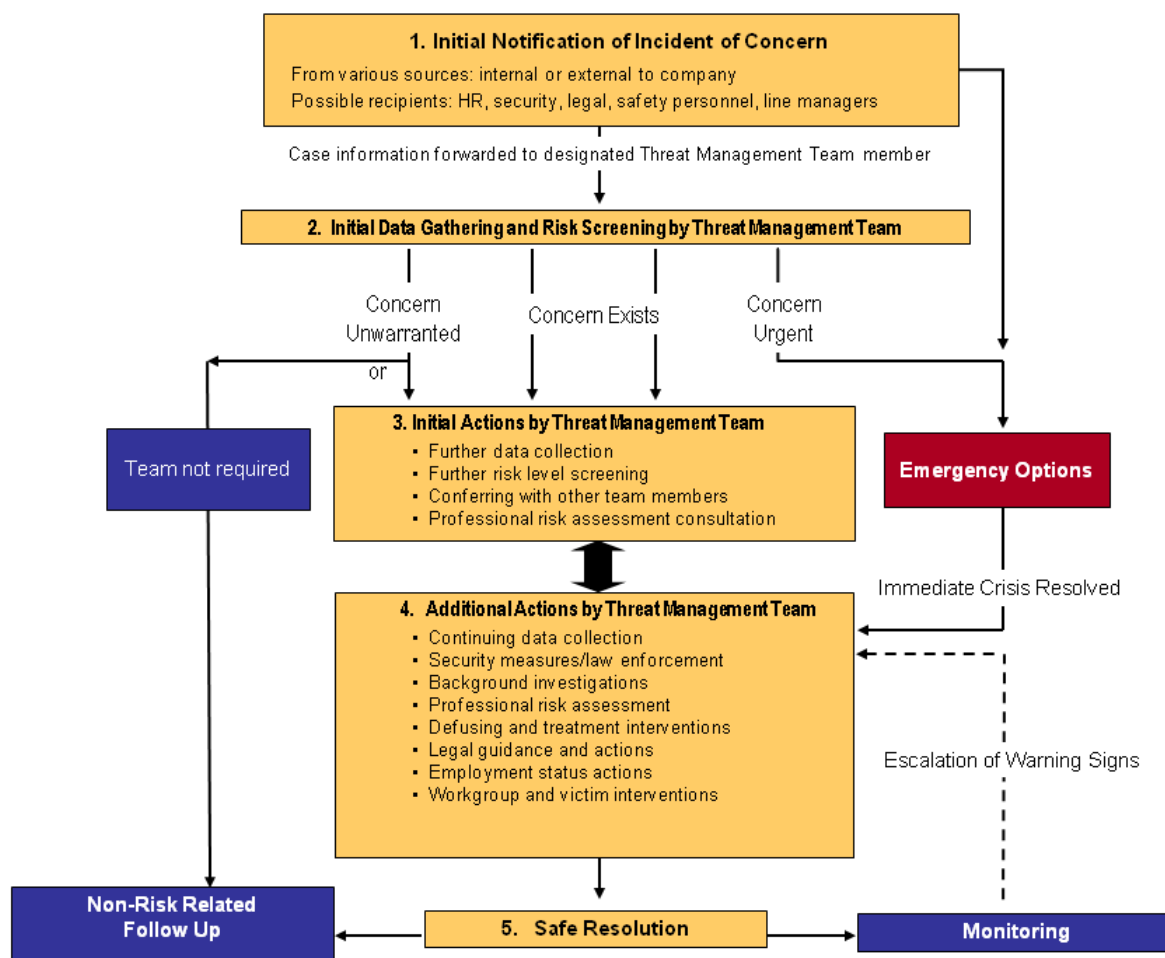 1. Initial Notification of Incident of Concern
From various sources: internal or external to company
Possible recipients: HR, security, legal, safety personnel, line managers
Case information forwarded to designated Threat Management Team member
2. Initial Data Gathering and Risk Screening by Threat Management Team
Concern
Unwarranted
Concern Exists
Concern
Urgent
or
3. Initial Actions by Threat Management Team
▪ Further data collection
▪ Further risk level screening
▪ Conferring with other team members
▪ Professional risk assessment consultation
Team not required
Emergency Options
Immediate Crisis Resolved
4. Additional Actions by Threat Management Team
▪ Continuing data collection
▪ Security measures/law enforcement
▪ Background investigations
▪ Professional risk assessment
▪ Defusing and treatment interventions
▪ Legal guidance and actions
▪ Employment status actions
▪ Workgroup and victim interventions
Escalation of Warning Signs
Non-Risk Related
Follow Up
5. Safe Resolution
Monitoring